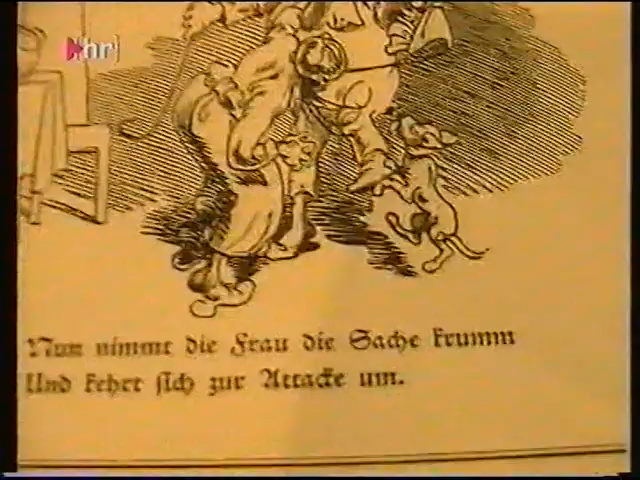 hr
Nun nimmt die Frau die Sache krumm
Und kehrt sich zur Attacke um.